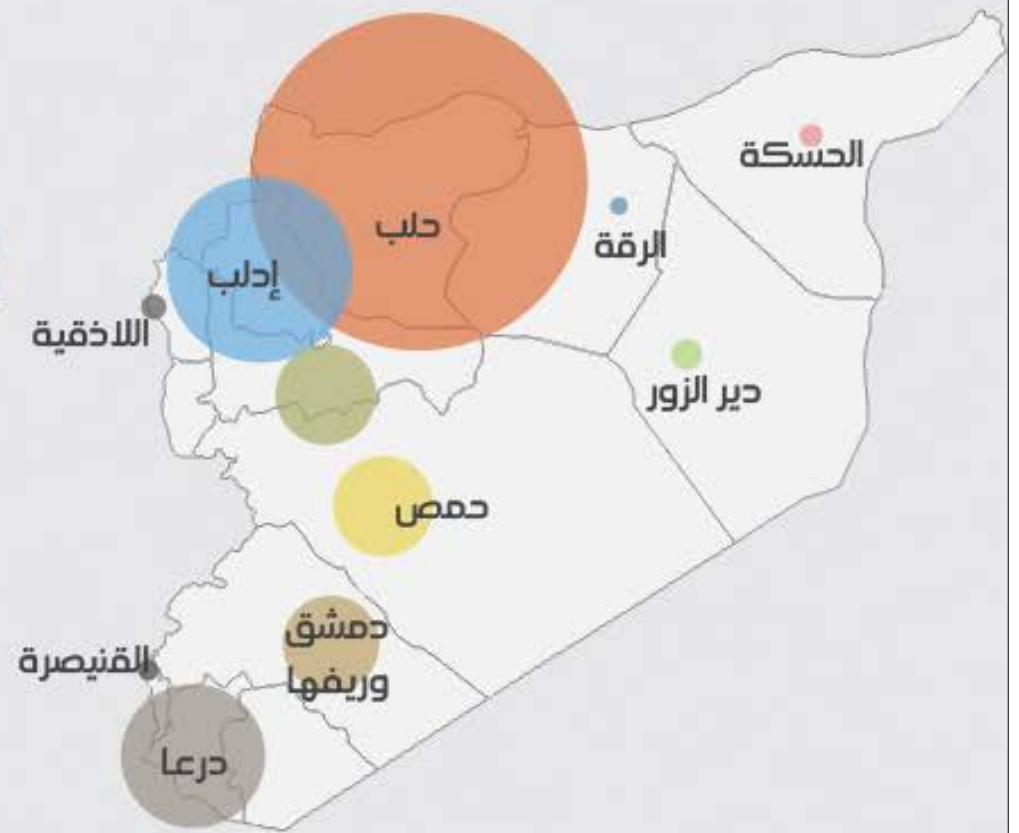 الحسكة
حلب
الرقة
إدلب
اللاذقية
دير الزور
حمص
دمشق
وريفها
القنيصرة
درعا